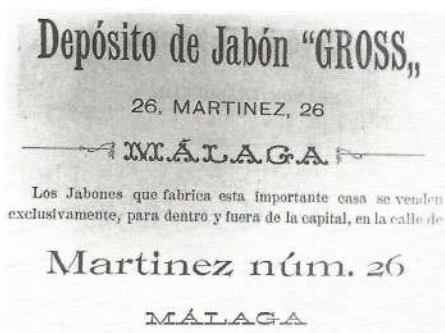 Depósito de Jabón "GROSS„
26, MARTINEZ, 26
MÁLAGA
Los Jabones que fabrica esta importante casa se venden
exclusivamente, para dentro y fuera de la capital, en la calle de
Martinez núm. 26
MÁLAGA